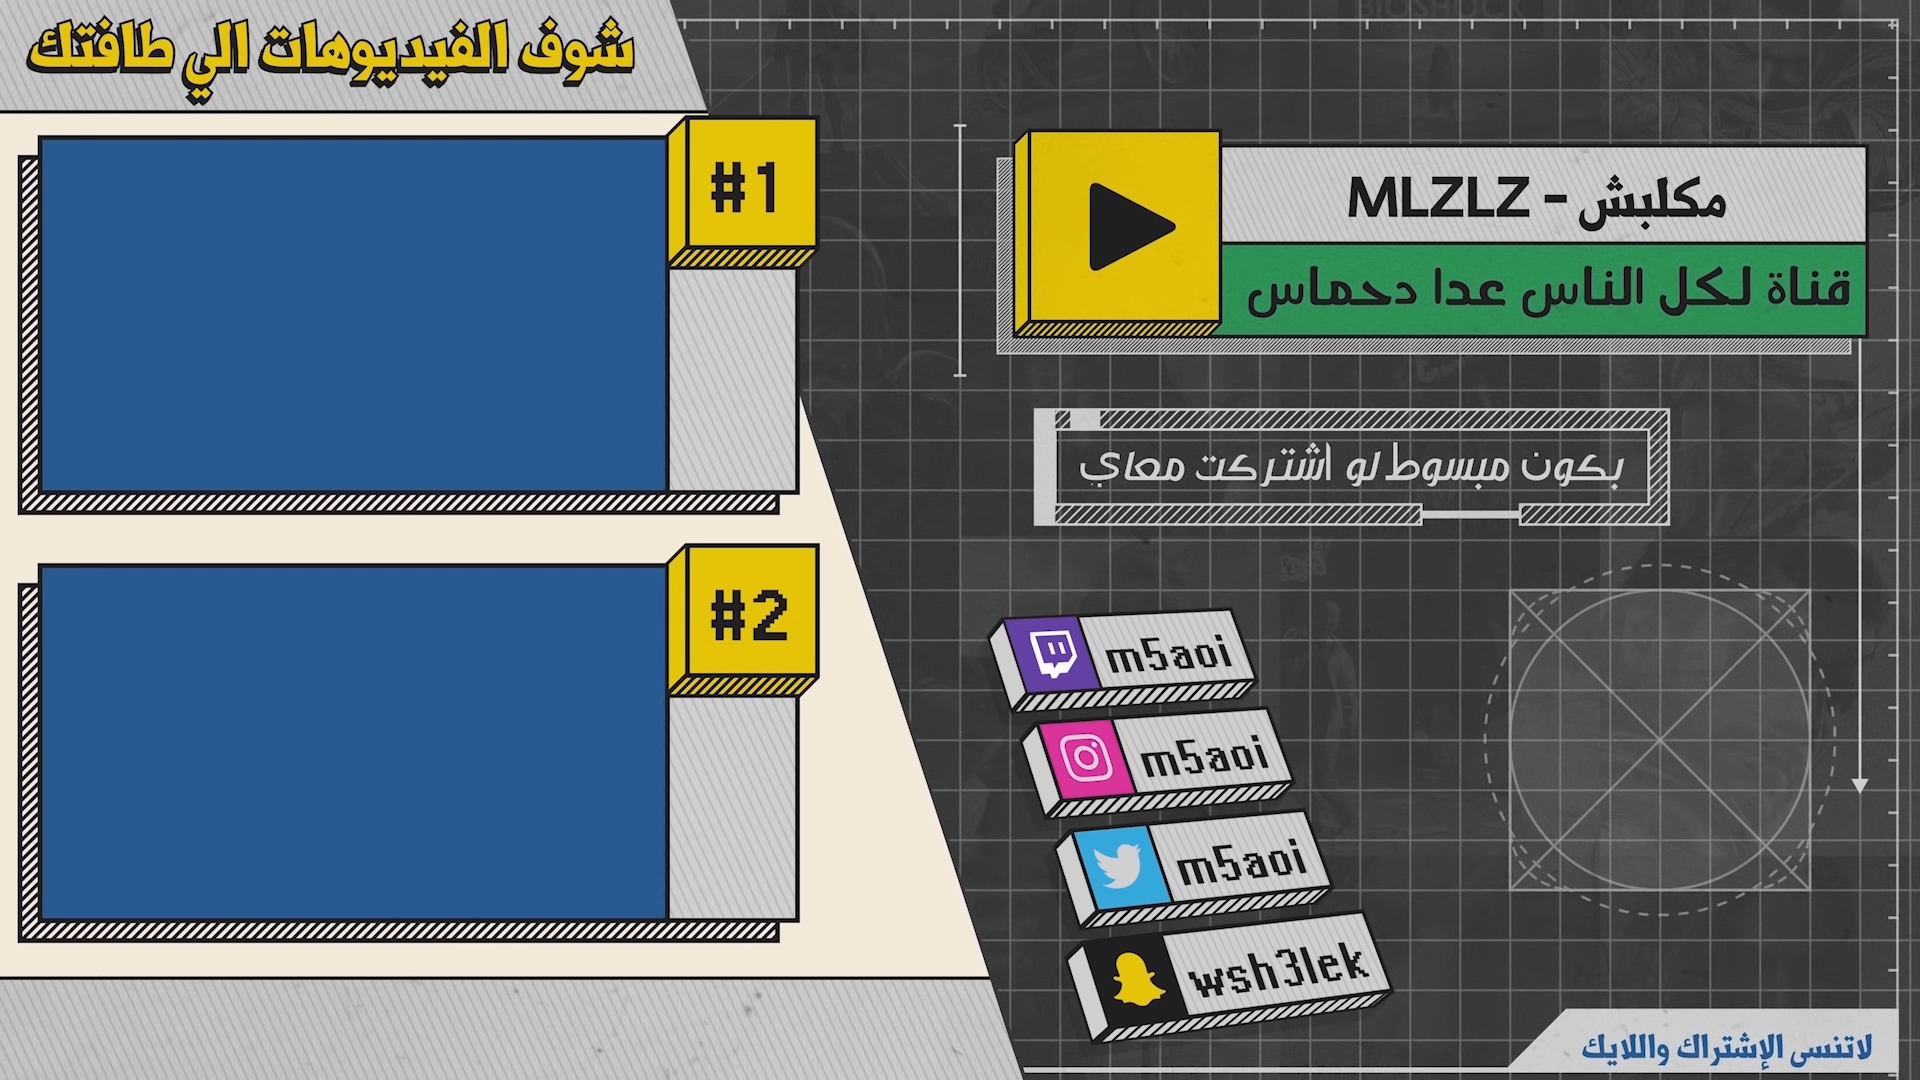 شوف الفيديوهات الي طافتك
#1
#2
BIOSHOCK
مكلبش - MLZLZ
قناة لكل الناس عدا دحماس
بكون مبسوط لو اشتركت معاي
m5aoi
m5aoi
m5aoi
wsh3lek
لاتنسى الإشتراك واللايك